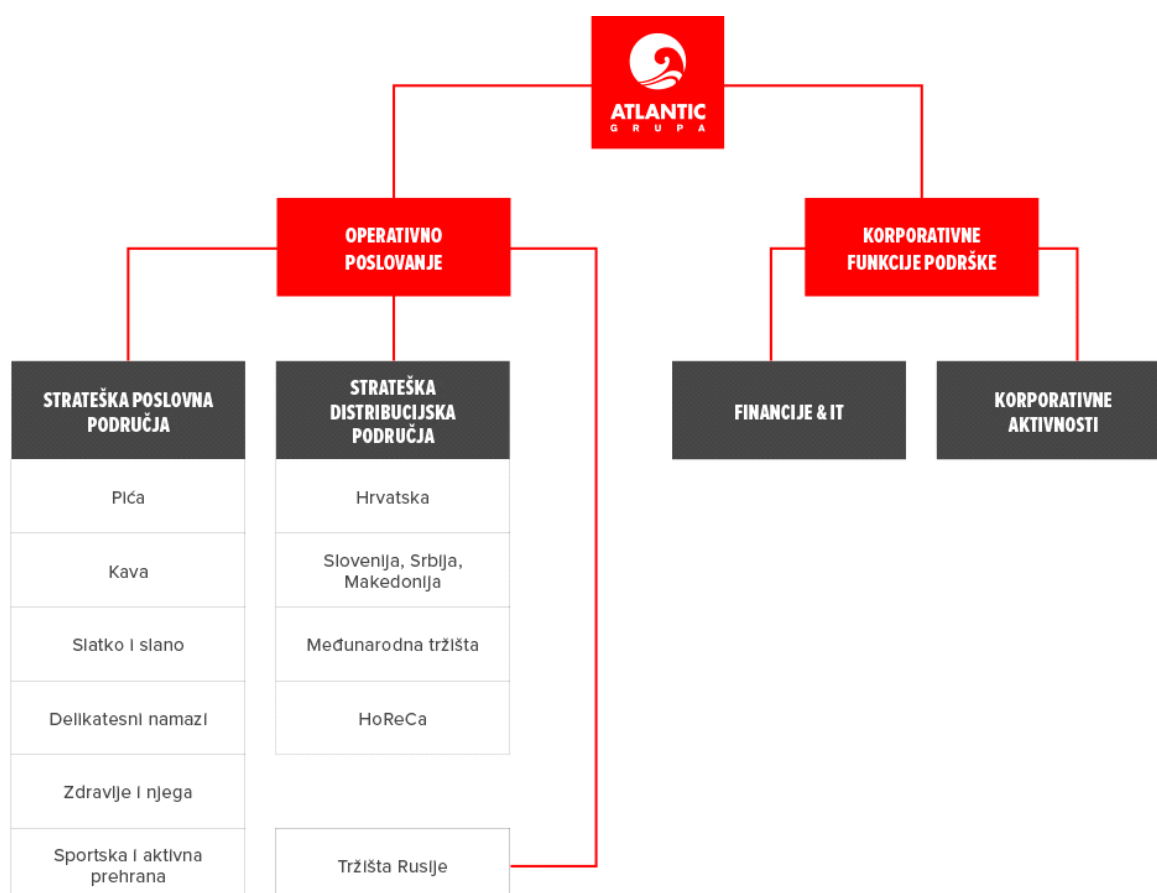 ATLANTIC
GRUPA
OPERATIVNO
POSLOVANJE
KORPORATIVNE
FUNKCIJE PODRŠKE
STRATEŠKA POSLOVNA
PODRUČJA
STRATEŠKA
DISTRIBUCIJSKA
PODRUČJA
FINANCIJE & IT
KORPORATIVNE
AKTIVNOSTI
Pića
Kava
Slatko i slano
Delikatesni namazi
Zdravlje i njega
Sportska i aktivna
prehrana
Hrvatska
Slovenija, Srbija,
Makedonija
Međunarodna tržišta
HoReCa
Tržišta Rusije